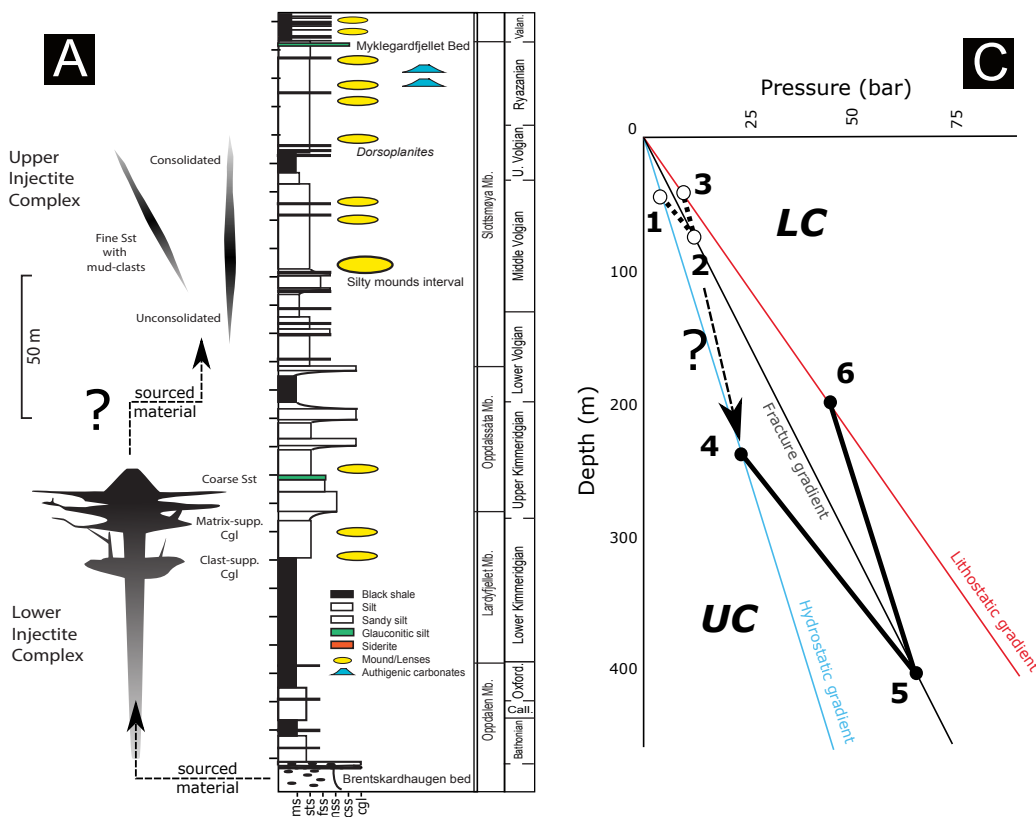 A
Upper
Injectite
Complex
Consolidated
Fine Sst
with
mud-clasts
Unconsolidated
50 m
?
sourced
material
Coarse Sst
Matrix-supp.
Cgl
Clast-supp.
Cgl
Lower
Injectite
Complex
sourced
material
Myklegardfjellet Bed
Dorsoplanites
Silty mounds interval
Black shale
Silt
Sandy silt
Glauconitic silt
Siderite
Mound/Lenses
Authigenic carbonates
Brentskardhaugen bed
ms
sts
fss
mss
css
cgl
Slottsmøya Mb.
Oppdalssåta Mb.
Lardyfjellet Mb.
Oppdalen Mb.
Valan.
Ryazanian
U. Volgian
Middle Volgian
Lower Volgian
Upper Kimmeridgian
Lower Kimmeridgian
Oxford.
Call.
Bathonian
C
Pressure (bar)
25
50
75
0
100
200
300
400
Depth (m)
1
2
3
LC
?
4
5
6
UC
Fracture gradient
Lithostatic gradient
Hydrostatic gradient